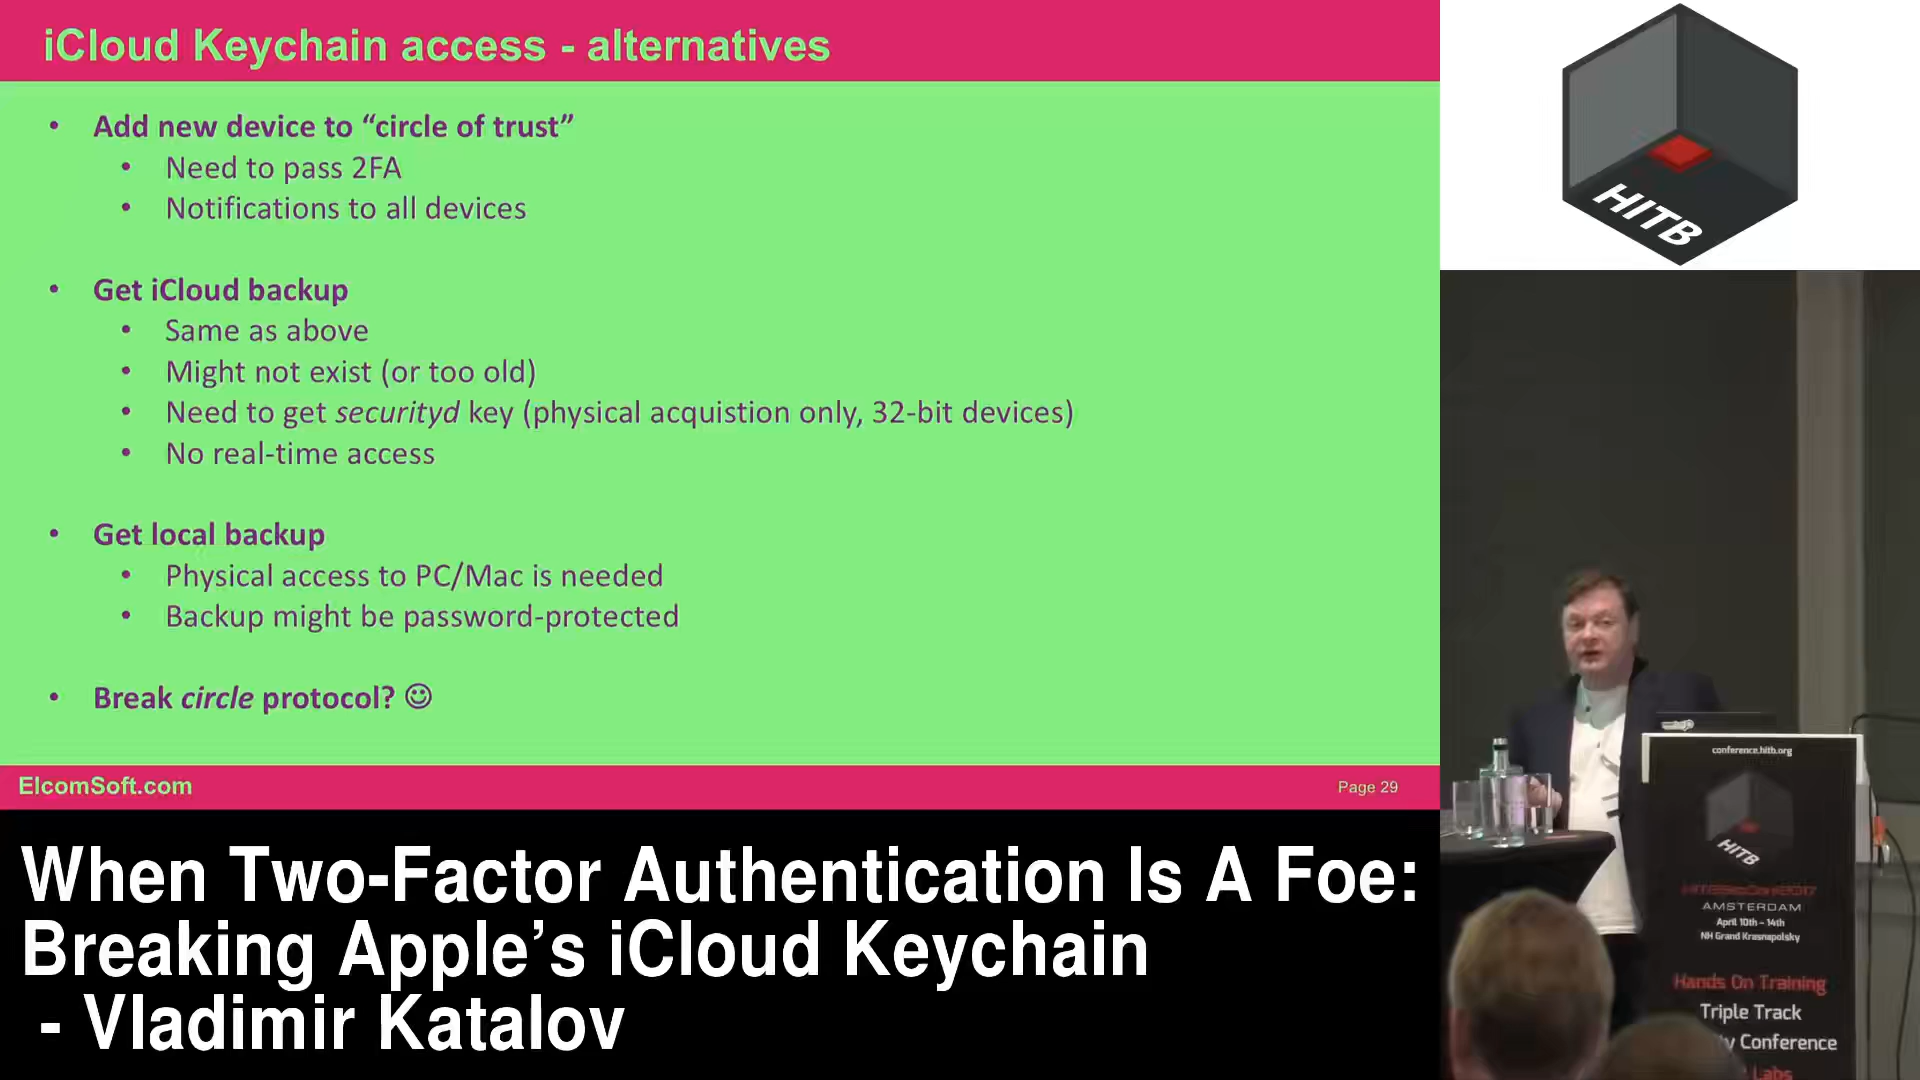 iCloud Keychain access - alternatives
• Add new device to “circle of trust”
• Need to pass 2FA
• Notifications to all devices
• Get iCloud backup
• Same as above
• Might not exist (or too old)
• Need to get securityd key (physical acquistion only, 32-bit devices)
• No real-time access
• Get local backup
• Physical access to PC/Mac is needed
• Backup might be password-protected
• Break circle protocol? ☺
ElcomSoft.com
Page 29
When Two-Factor Authentication Is A Foe:
Breaking Apple’s iCloud Keychain
- Vladimir Katalov
HITB
conference.hitb.org
HITB
HITBSecConf2017
AMSTERDAM
April 10th – 14th
NH Grand Krasnapolsky
Hands On Training
Triple Track
Conference
Labs